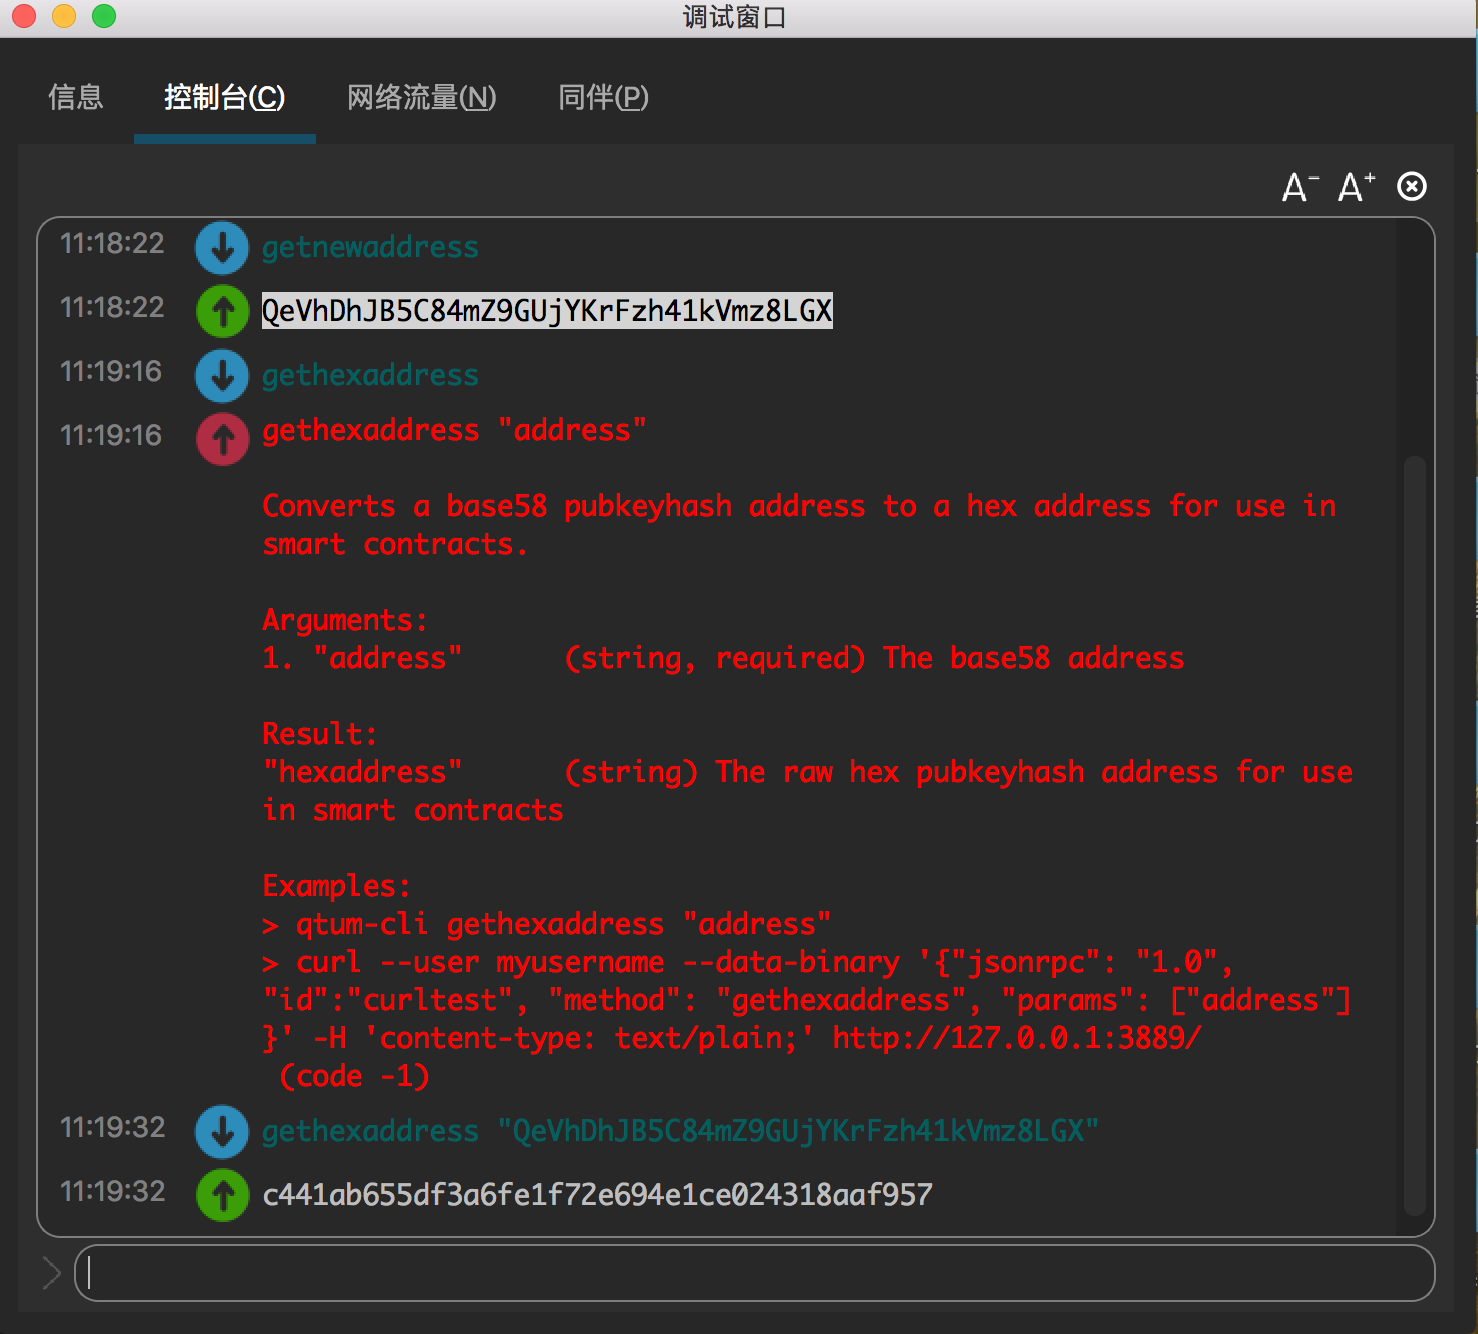 调试窗口
信息 控制台(C) 网络流量(N) 同伴(P)
A⁻ A⁺
11:18:22 getnewaddress
11:18:22 QeVhDhJB5C84mZ9GUjYKrFzh41kVmz8LGX
11:19:16 gethexaddress
11:19:16 gethexaddress "address"
Converts a base58 pubkeyhash address to a hex address for use in
smart contracts.
Arguments:
1. "address" (string, required) The base58 address
Result:
"hexaddress" (string) The raw hex pubkeyhash address for use
in smart contracts
Examples:
> qtum-cli gethexaddress "address"
> curl --user myusername --data-binary '{"jsonrpc": "1.0",
"id":"curltest", "method": "gethexaddress", "params": ["address"]
}' -H 'content-type: text/plain;' http://127.0.0.1:3889/
(code -1)
11:19:32 gethexaddress "QeVhDhJB5C84mZ9GUjYKrFzh41kVmz8LGX"
11:19:32 c441ab655df3a6fe1f72e694e1ce024318aaf957